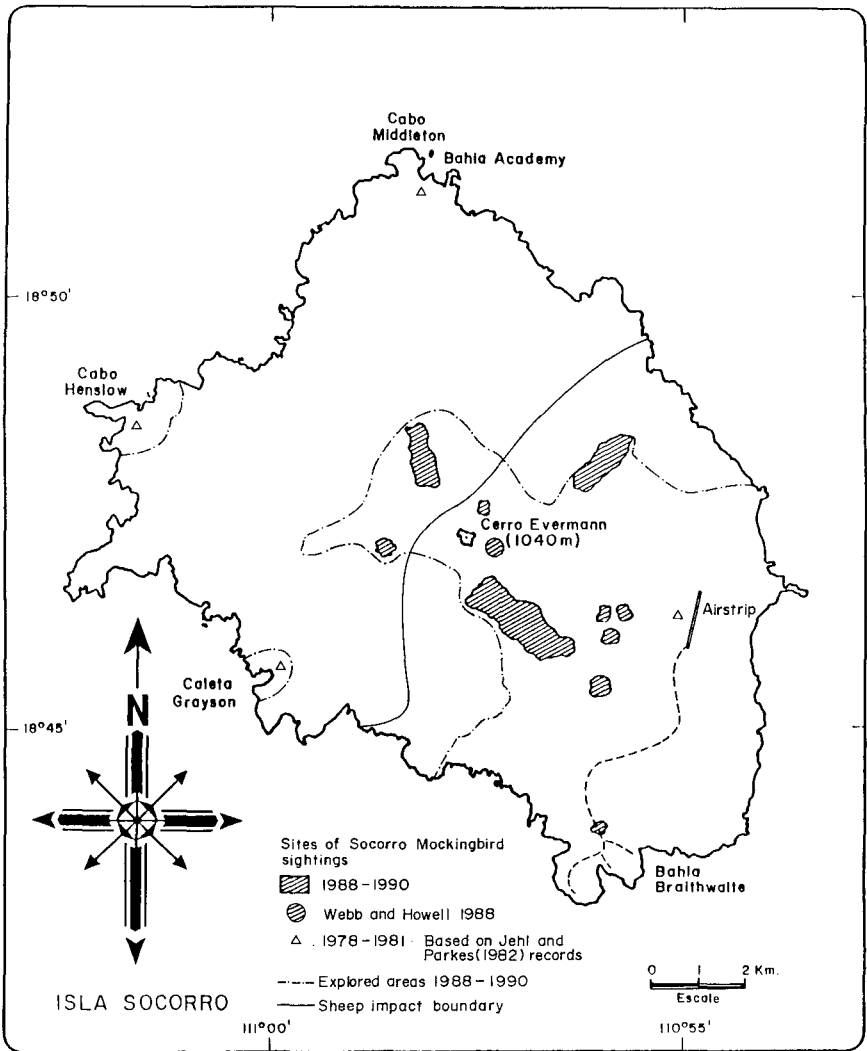 Cabo
Middleton
Bahia Academy
18°50'
Cabo
Henslow
Cerro Evermann
(1040m)
Airstrip
Caleta
Grayson
18°45'
N
Sites of Socorro Mockingbird
sightings
1988-1990
Webb and Howell 1988
1978-1981 · Based on Jehl and
Parkes(1982) records
Explored areas 1988-1990
Sheep impact boundary
Bahia
Braithwaite
0 1 2 Km.
Escale
ISLA SOCORRO
111°00'
110°55'